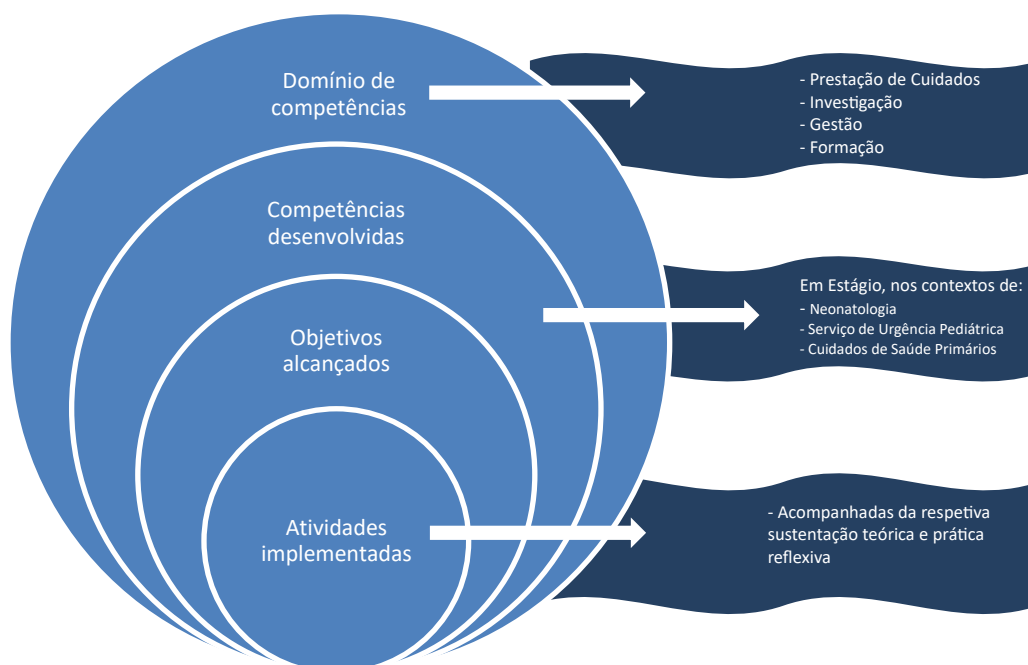 Domínio de
competências
- Prestação de Cuidados
- Investigação
- Gestão
- Formação
Competências
desenvolvidas
Em Estágio, nos contextos de:
- Neonatologia
- Serviço de Urgência Pediátrica
- Cuidados de Saúde Primários
Objetivos
alcançados
Atividades
implementadas
- Acompanhadas da respetiva
sustentação teórica e prática
reflexiva